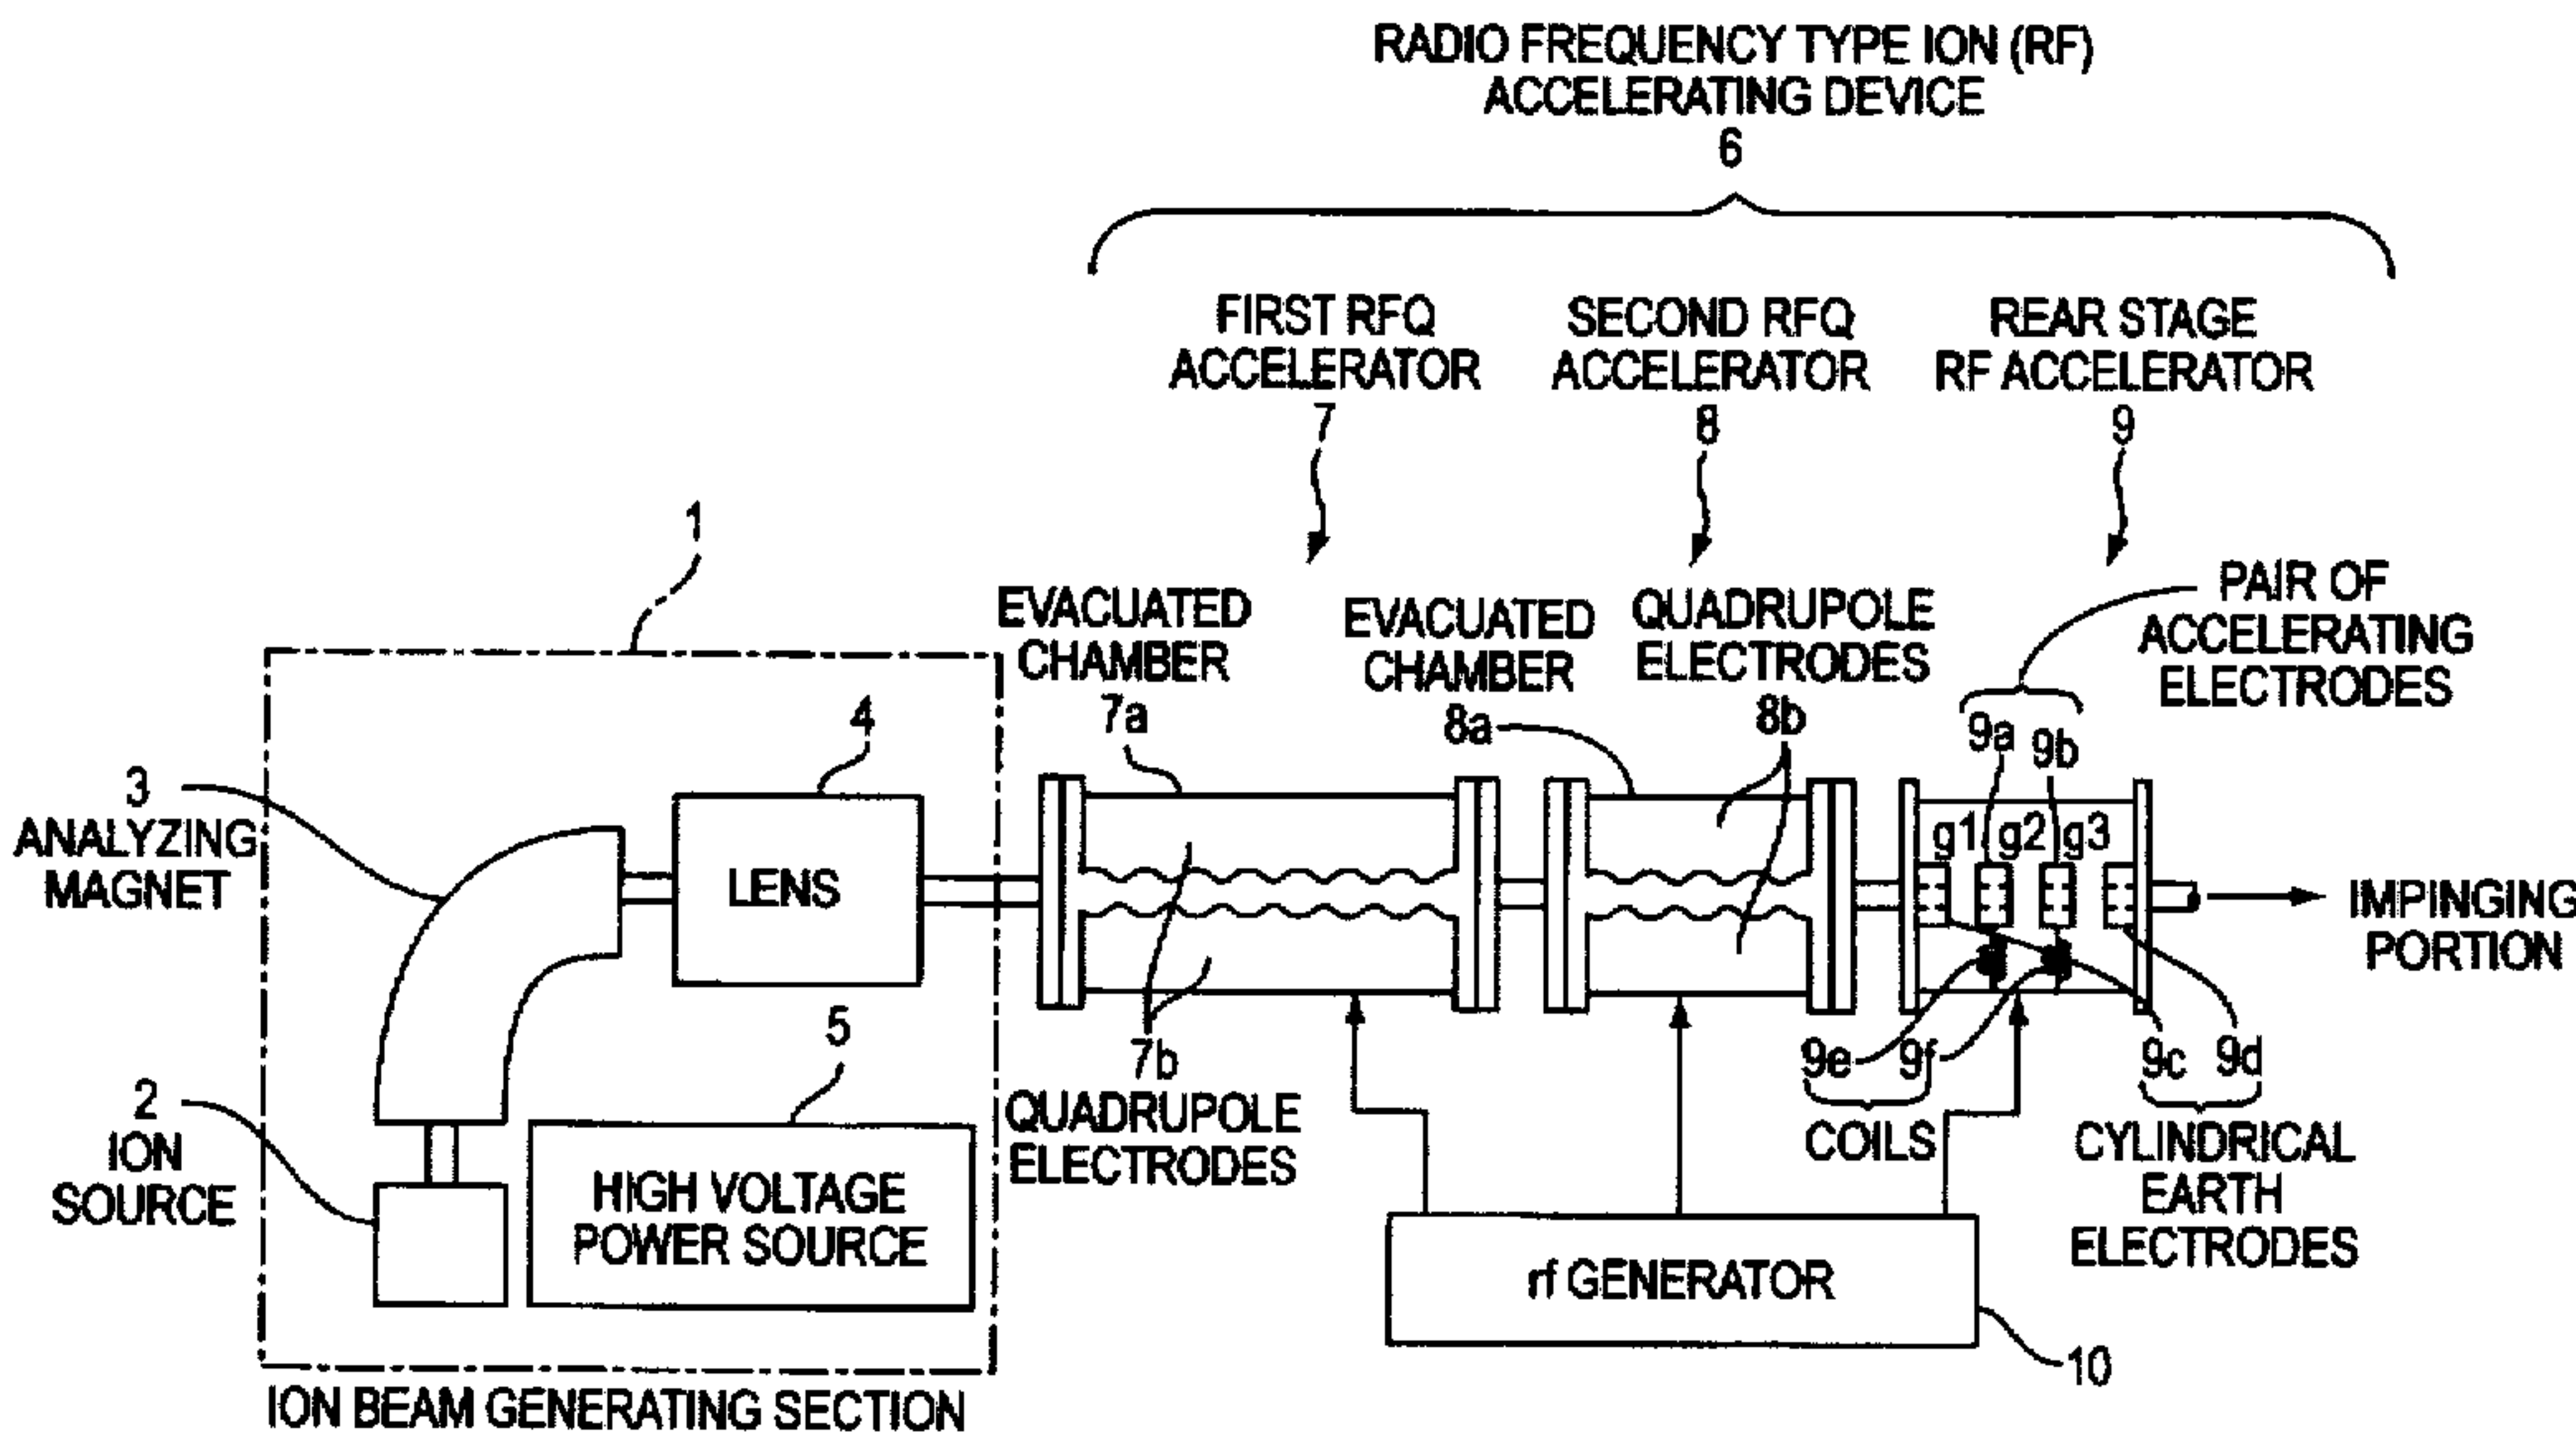 RADIO FREQUENCY TYPE ION (RF)
ACCELERATING DEVICE
6
FIRST RFQ
ACCELERATOR
7
SECOND RFQ
ACCELERATOR
8
REAR STAGE
RF ACCELERATOR
9
1
EVACUATED
CHAMBER
7a
EVACUATED
CHAMBER
8a
QUADRUPOLE
ELECTRODES
8b
PAIR OF
ACCELERATING
ELECTRODES
9a
9b
3
ANALYZING
MAGNET
4
LENS
g1
g2
g3
IMPINGING
PORTION
2
ION
SOURCE
5
HIGH VOLTAGE
POWER SOURCE
7b
QUADRUPOLE
ELECTRODES
9e
9f
COILS
9c
9d
CYLINDRICAL
EARTH
ELECTRODES
rf GENERATOR
10
ION BEAM GENERATING SECTION